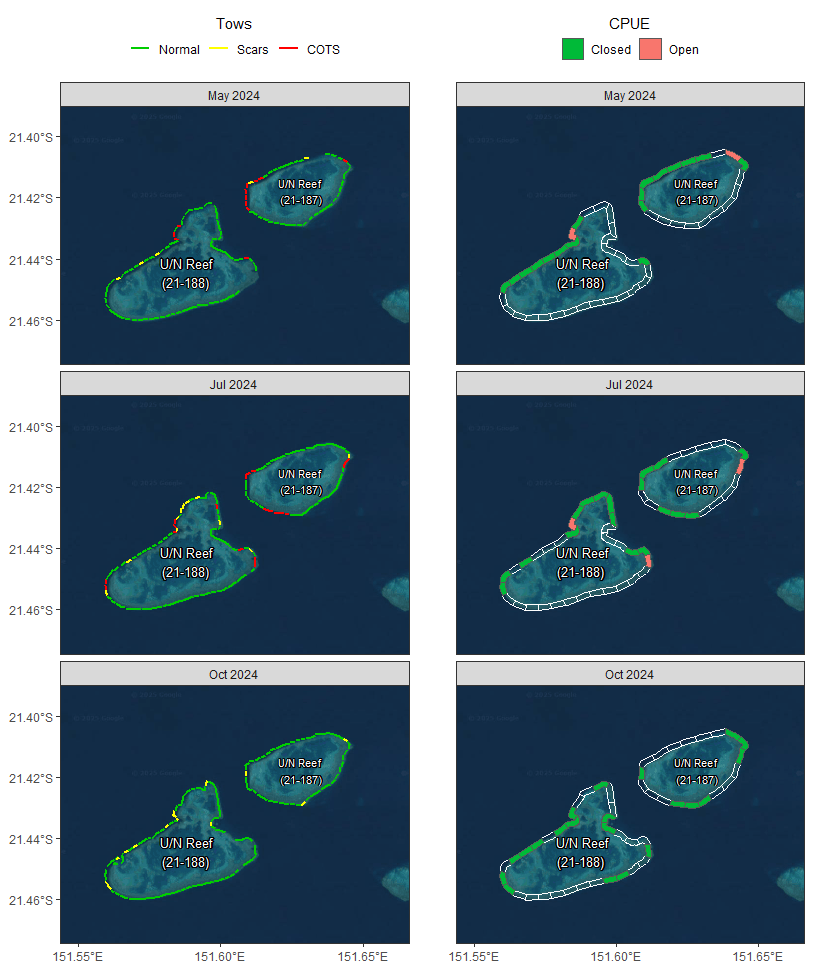 Tows
Normal Scars COTS
CPUE
Closed Open
May 2024
May 2024
21.40°S
21.42°S
21.44°S
21.46°S
U/N Reef
(21-187)
U/N Reef
(21-188)
U/N Reef
(21-187)
U/N Reef
(21-188)
Jul 2024
Jul 2024
21.40°S
21.42°S
21.44°S
21.46°S
U/N Reef
(21-187)
U/N Reef
(21-188)
U/N Reef
(21-187)
U/N Reef
(21-188)
Oct 2024
Oct 2024
21.40°S
21.42°S
21.44°S
21.46°S
U/N Reef
(21-187)
U/N Reef
(21-188)
U/N Reef
(21-187)
U/N Reef
(21-188)
151.55°E 151.60°E 151.65°E
151.55°E 151.60°E 151.65°E